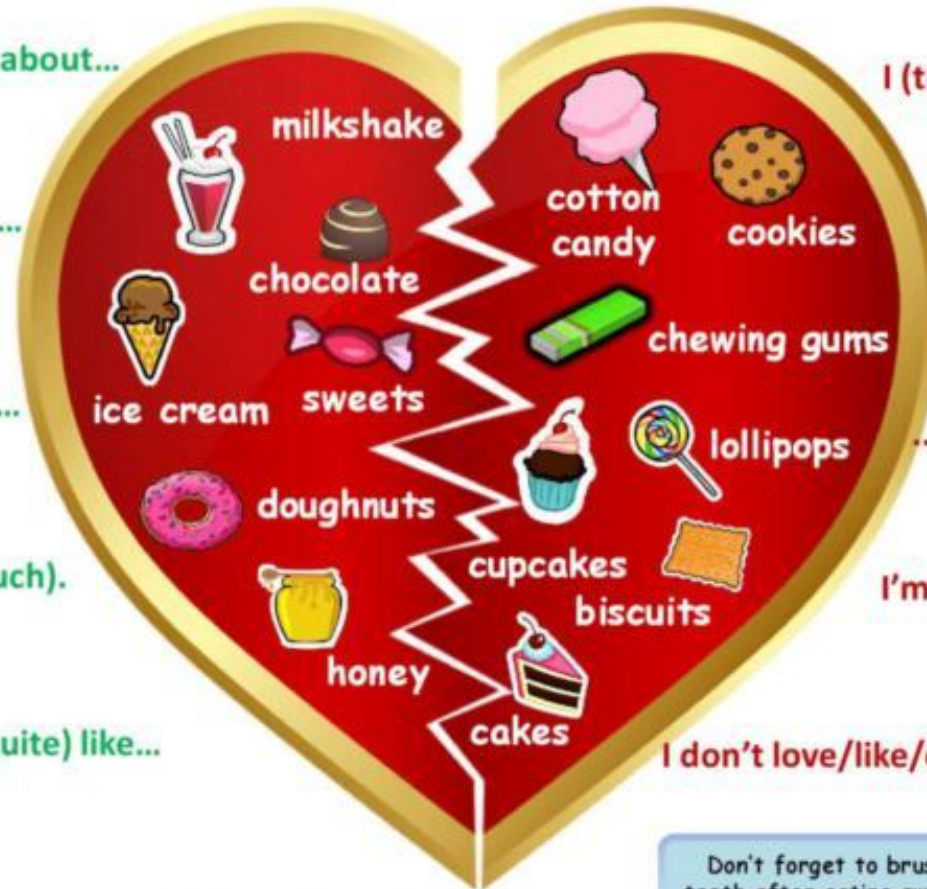 about...
I (t
milkshake
...
cotton
candy
cookies
chocolate
chewing gums
...
ice cream
sweets
lollipops
..
doughnuts
uch).
cupcakes
I'm
biscuits
honey
uite) like...
cakes
I don't love/like/
Don't forget to brus